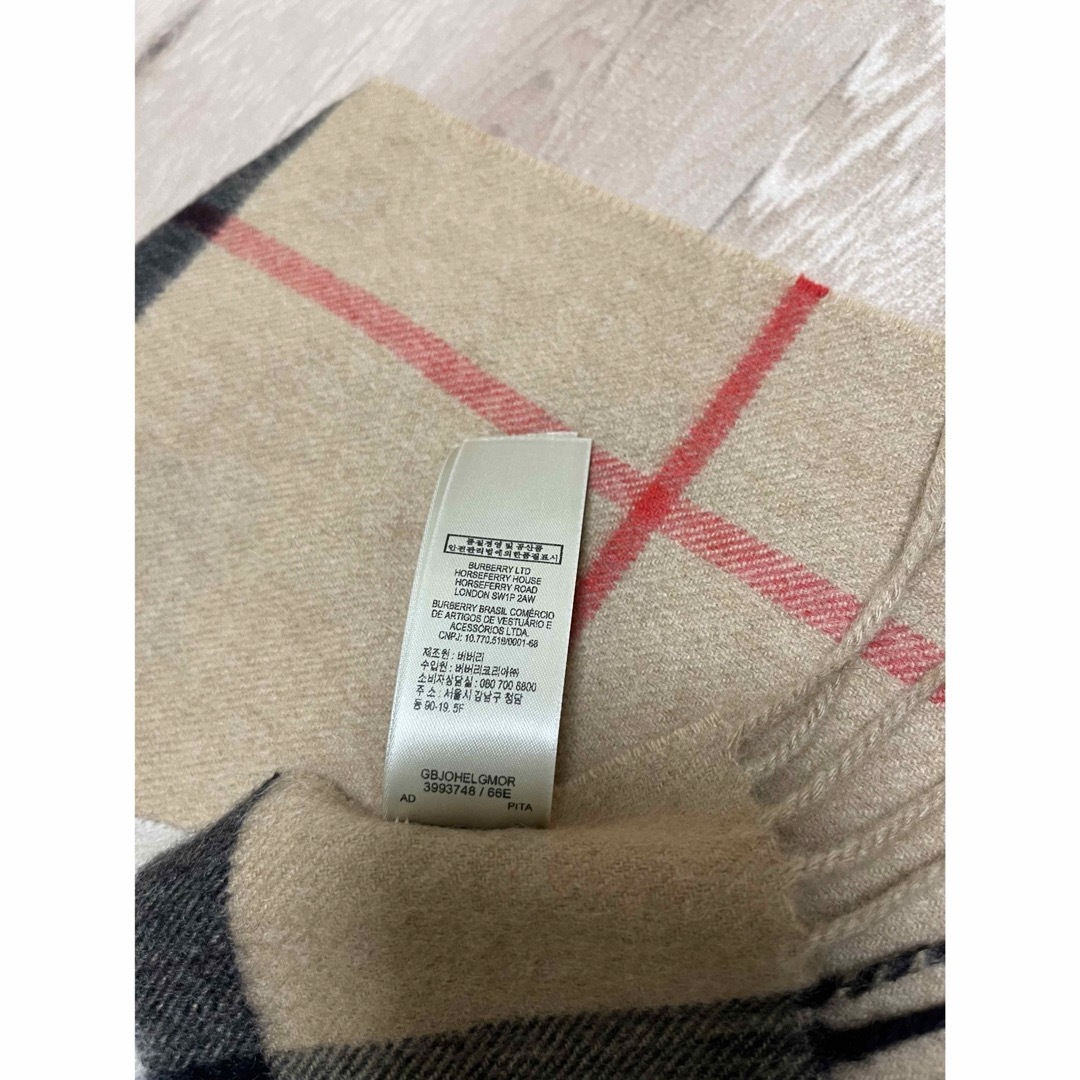 품질경영 및 공산품
안전관리법에의한품질표시
BURBERRY LTD
HORSEFERRY HOUSE
HORSEFERRY ROAD
LONDON SW1P 2AW
BURBERRY BRASIL COMÉRCIO
DE ARTIGOS DE VESTUÁRIO E
ACESSÓRIOS LTDA.
CNPJ: 10.770.518/0001-68
제조원 : 버버리
수입원 : 버버리코리아㈜
소비자상담실 : 080 700 8800
주 소 : 서울시 강남구 청담
동 90-19, 5F
GBJOHELGMOR
3993748 / 66E
AD PITA